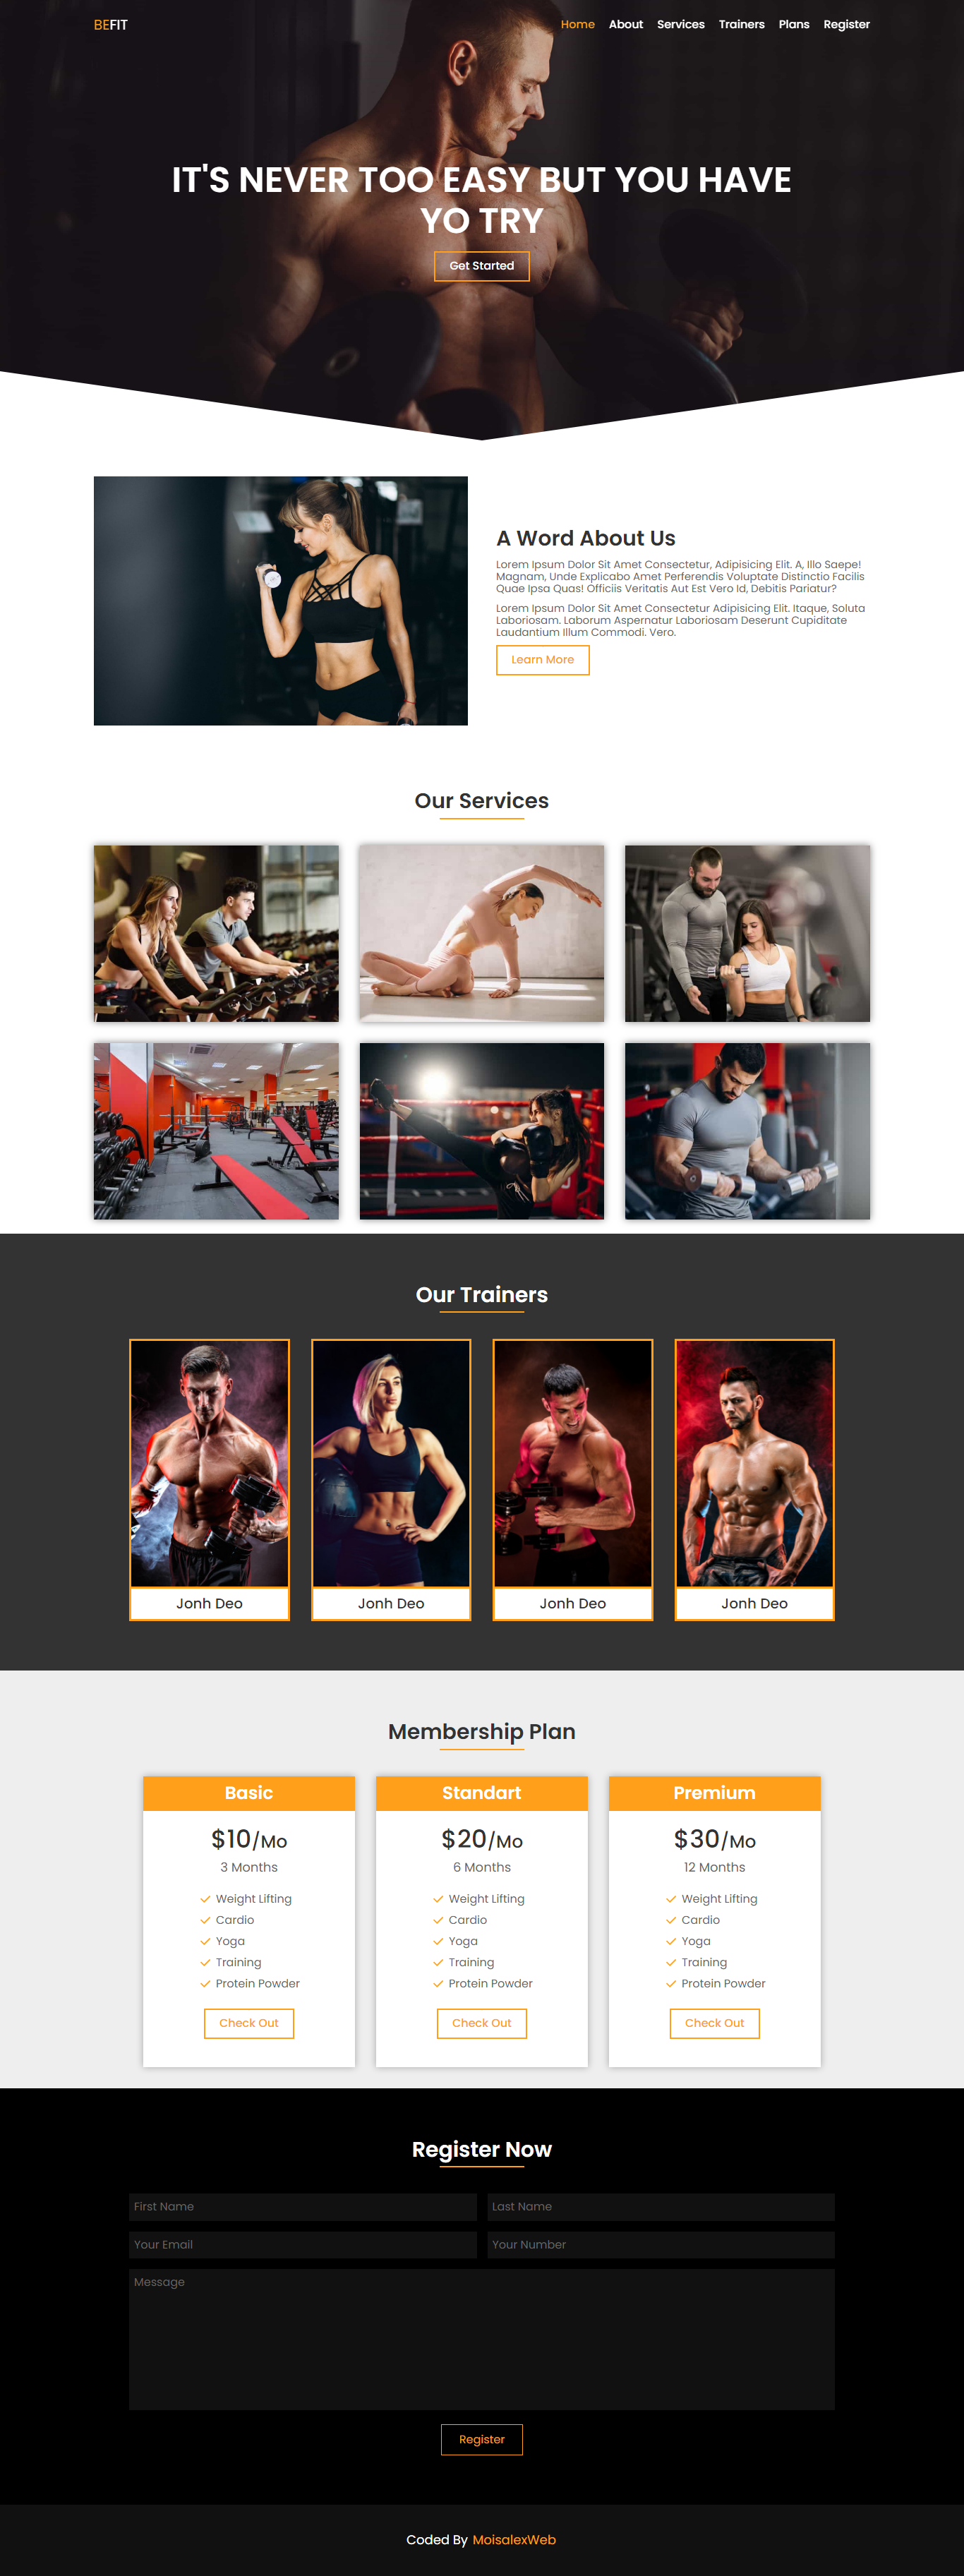 BEFIT
Home About Services Trainers Plans Register
IT'S NEVER TOO EASY BUT YOU HAVE
YO TRY
Get Started
A Word About Us
Lorem Ipsum Dolor Sit Amet Consectetur, Adipisicing Elit. A, Illo Saepe!
Magnam, Unde Explicabo Amet Perferendis Voluptate Distinctio Facilis
Quae Ipsa Quas! Officiis Veritatis Aut Est Vero Id, Debitis Pariatur?
Lorem Ipsum Dolor Sit Amet Consectetur Adipisicing Elit. Itaque, Soluta
Laboriosam. Laborum Aspernatur Laboriosam Deserunt Cupiditate
Laudantium Illum Commodi. Vero.
Learn More
Our Services
Our Trainers
Jonh Deo
Jonh Deo
Jonh Deo
Jonh Deo
Membership Plan
Basic
$10/Mo
3 Months
Weight Lifting
Cardio
Yoga
Training
Protein Powder
Check Out
Standart
$20/Mo
6 Months
Weight Lifting
Cardio
Yoga
Training
Protein Powder
Check Out
Premium
$30/Mo
12 Months
Weight Lifting
Cardio
Yoga
Training
Protein Powder
Check Out
Register Now
First Name
Last Name
Your Email
Your Number
Message
Register
Coded By MoisalexWeb